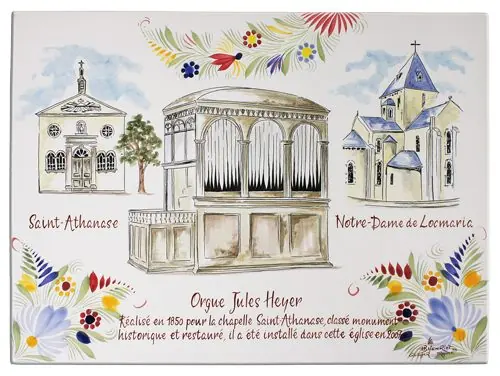 Saint-Athanase
Notre-Dame de Locmaria
Orgue Jules Heyer
Réalisé en 1850 pour la chapelle Saint-Athanase, classé monument
historique et restauré, il a été installé dans cette église en